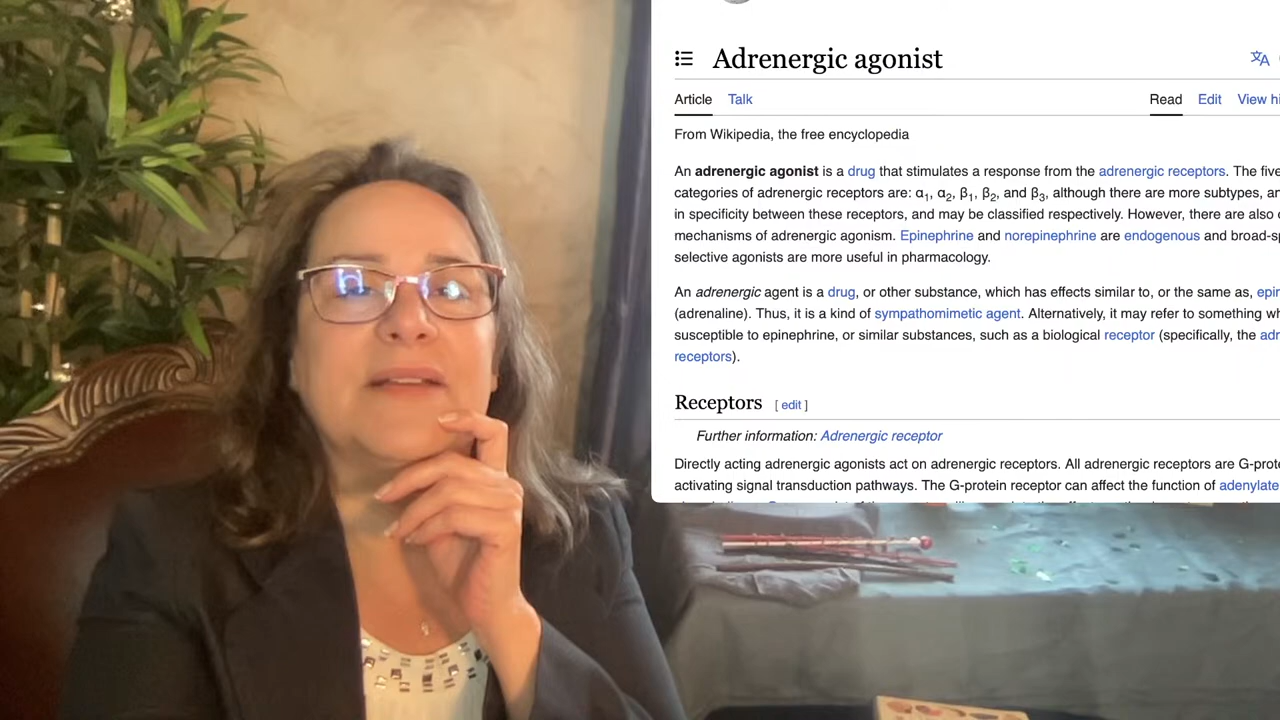 Adrenergic agonist
Article Talk Read Edit View hi
From Wikipedia, the free encyclopedia
An adrenergic agonist is a drug that stimulates a response from the adrenergic receptors. The five
categories of adrenergic receptors are: α1, α2, β1, β2, and β3, although there are more subtypes, an
in specificity between these receptors, and may be classified respectively. However, there are also
mechanisms of adrenergic agonism. Epinephrine and norepinephrine are endogenous and broad-sp
selective agonists are more useful in pharmacology.
An adrenergic agent is a drug, or other substance, which has effects similar to, or the same as, epin
(adrenaline). Thus, it is a kind of sympathomimetic agent. Alternatively, it may refer to something wh
susceptible to epinephrine, or similar substances, such as a biological receptor (specifically, the adr
receptors).
Receptors [ edit ]
Further information: Adrenergic receptor
Directly acting adrenergic agonists act on adrenergic receptors. All adrenergic receptors are G-prote
activating signal transduction pathways. The G-protein receptor can affect the function of adenylate